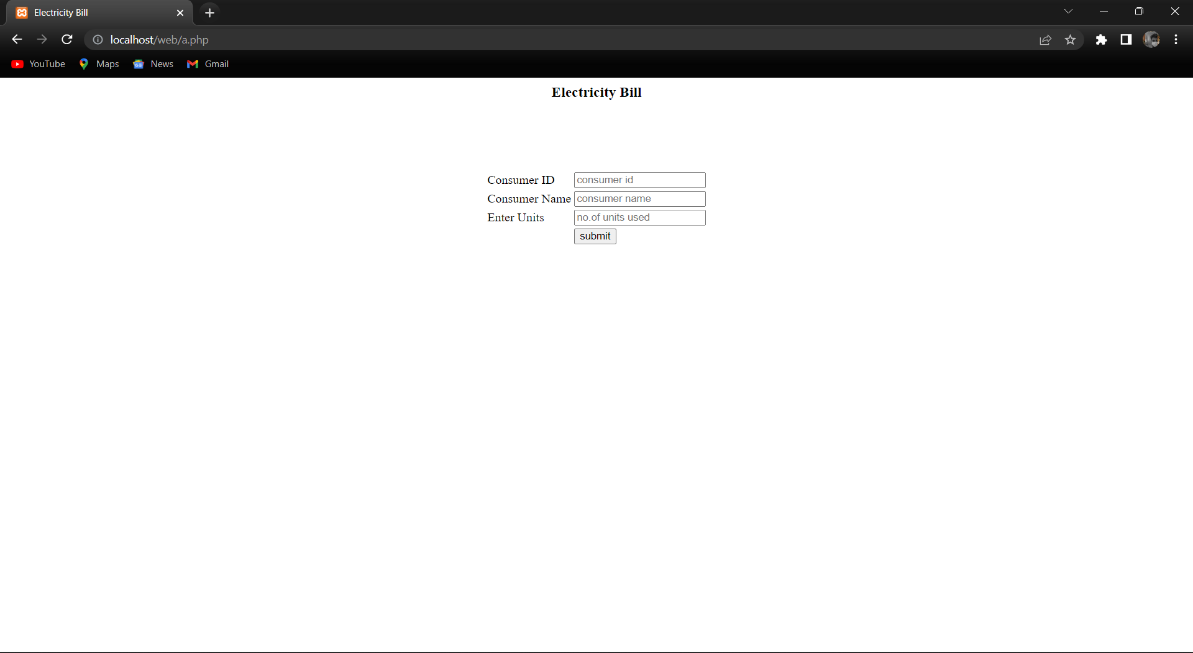 Electricity Bill
localhost/web/a.php
YouTube Maps News Gmail
Electricity Bill
Consumer ID consumer id
Consumer Name consumer name
Enter Units no.of units used
submit